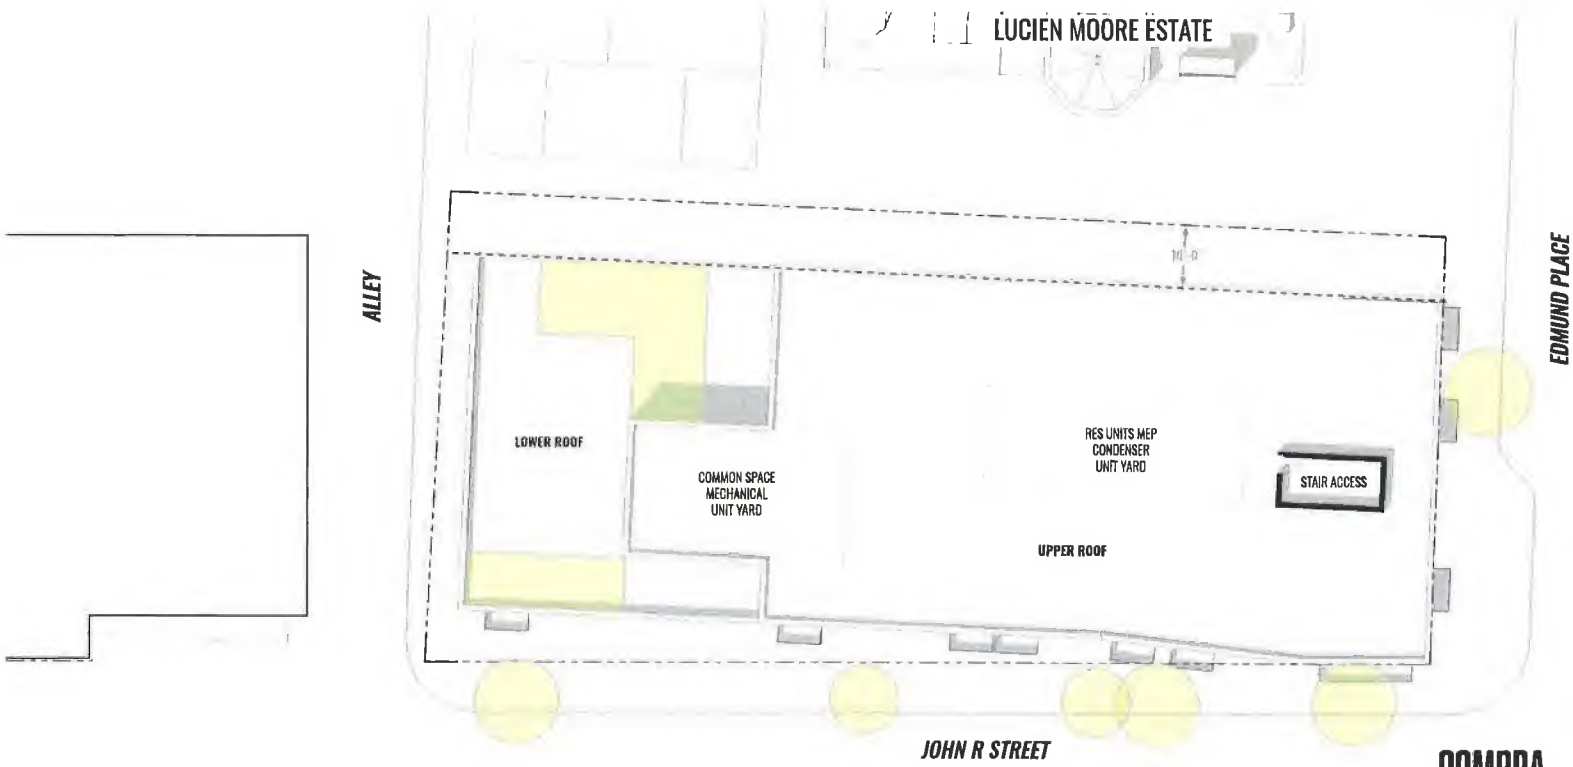 LUCIEN MOORE ESTATE
ALLEY
EDMUND PLACE
LOWER ROOF
COMMON SPACE
MECHANICAL
UNIT YARD
RES UNITS MEP
CONDENSER
UNIT YARD
STAIR ACCESS
UPPER ROOF
JOHN R STREET